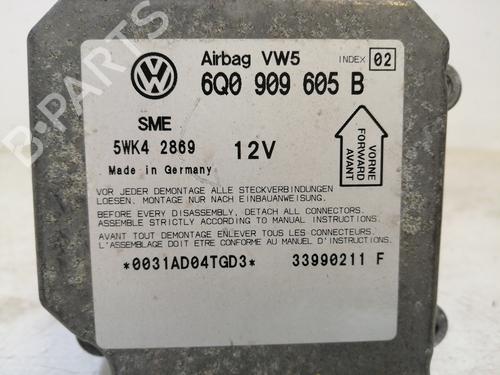 Airbag VW5 INDEX 02
6Q0 909 605 B
SME
5WK4 2869 12V
Made in Germany
VORNE
FORWARD
AVANT
VOR JEDER DEMONTAGE ALLE STECKVERBINDUNGEN
LOESEN. MONTAGE NUR NACH EINBAUANWEISUNG.
BEFORE EVERY DISASSEMBLY, DETACH ALL CONNECTORS.
ASSEMBLE STRICTLY ACCORDING TO MANUAL INSTRUCTIONS.
AVANT TOUT DEMONTAGE ENLEVER TOUS LES CONNECTEURS.
L'ASSEMBLAGE DOIT ETRE CONFORME AU MANUEL D'INSTRUCTIONS.
*0031AD04TGD3* 33990211 F
B-PARTS